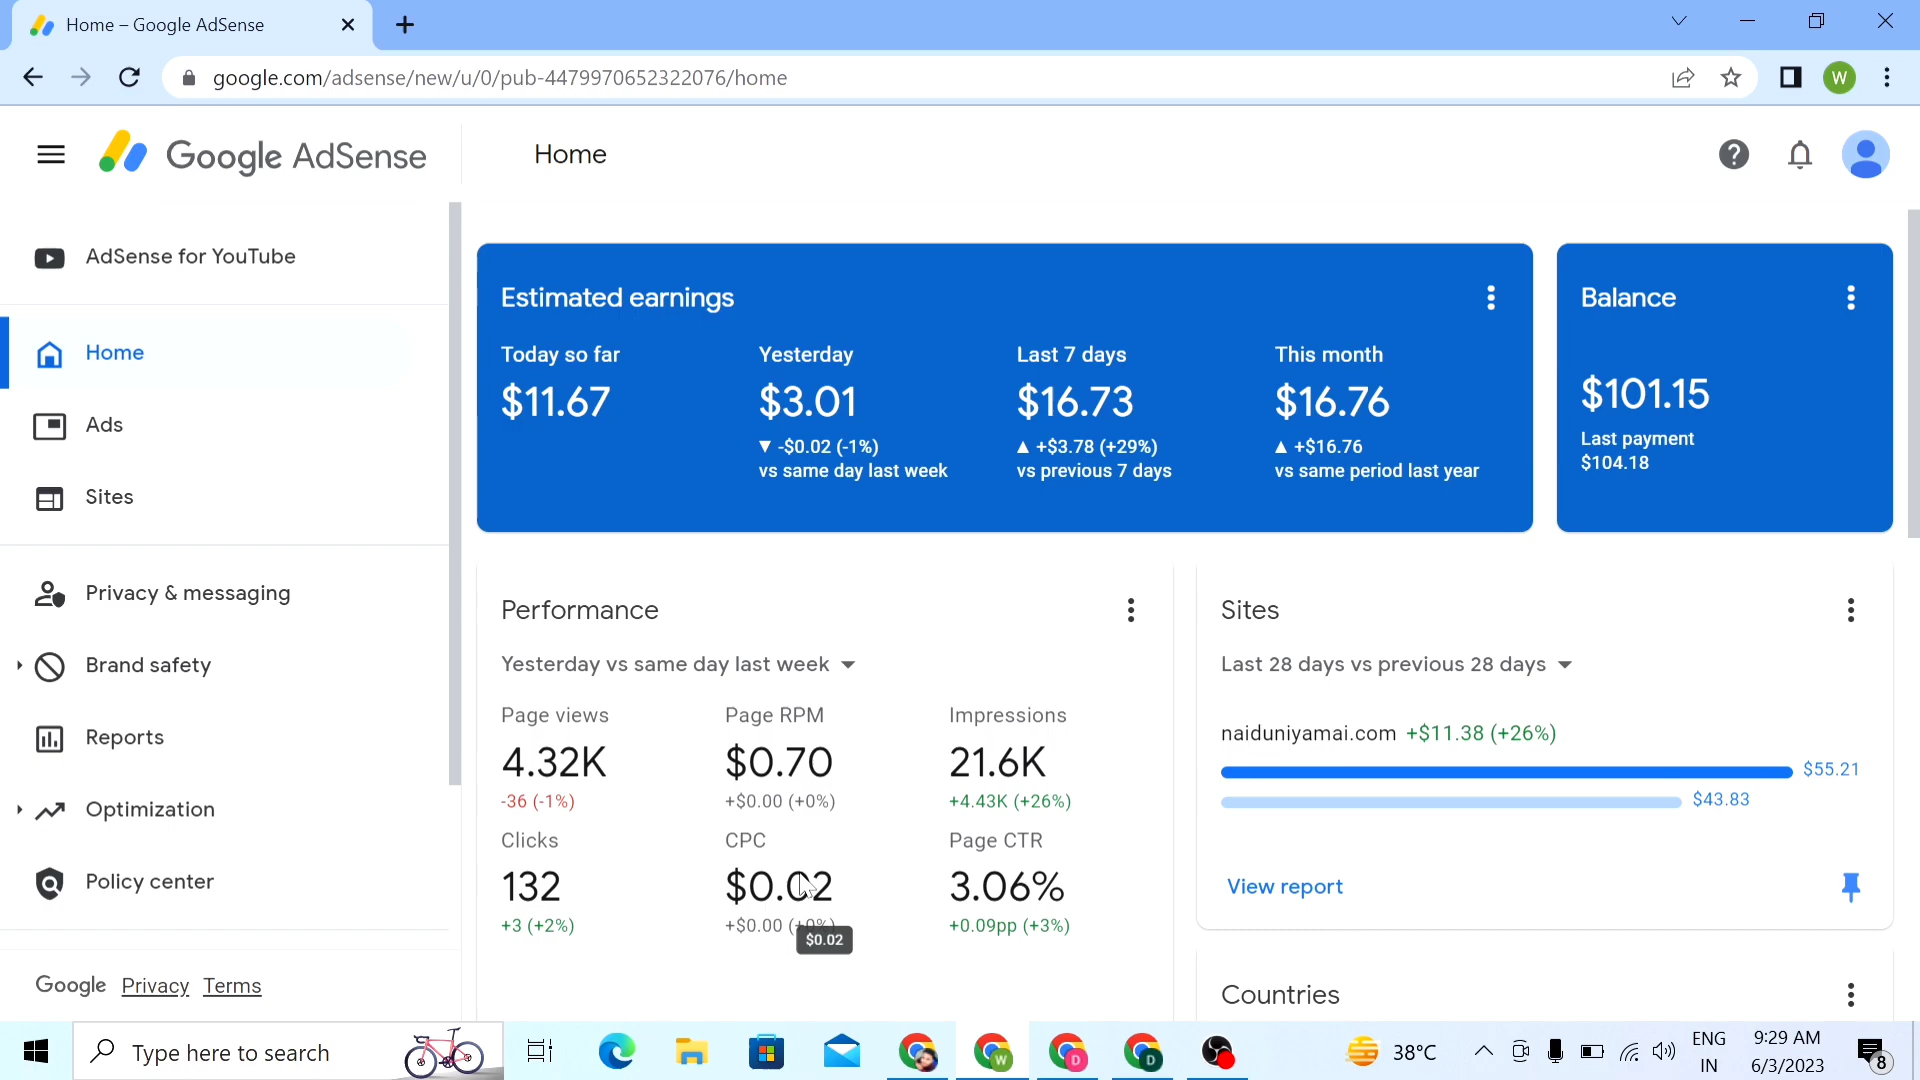 Home – Google AdSense
google.com/adsense/new/u/0/pub-4479970652322076/home
W
Google AdSense
Home
AdSense for YouTube
Home
Ads
Sites
Privacy & messaging
Brand safety
Reports
Optimization
Policy center
Google Privacy Terms
Estimated earnings
Today so far
$11.67
Yesterday
$3.01
-$0.02 (-1%)
vs same day last week
Last 7 days
$16.73
+$3.78 (+29%)
vs previous 7 days
This month
$16.76
+$16.76
vs same period last year
Balance
$101.15
Last payment
$104.18
Performance
Yesterday vs same day last week
Page views
4.32K
-36 (-1%)
Page RPM
$0.70
+$0.00 (+0%)
Impressions
21.6K
+4.43K (+26%)
Clicks
132
+3 (+2%)
CPC
$0.02
+$0.00 (+0%)
$0.02
Page CTR
3.06%
+0.09pp (+3%)
Sites
Last 28 days vs previous 28 days
naiduniyamai.com +$11.38 (+26%)
$55.21
$43.83
View report
Countries
Type here to search
W
D
D
38°C
ENG
IN
9:29 AM
6/3/2023
8